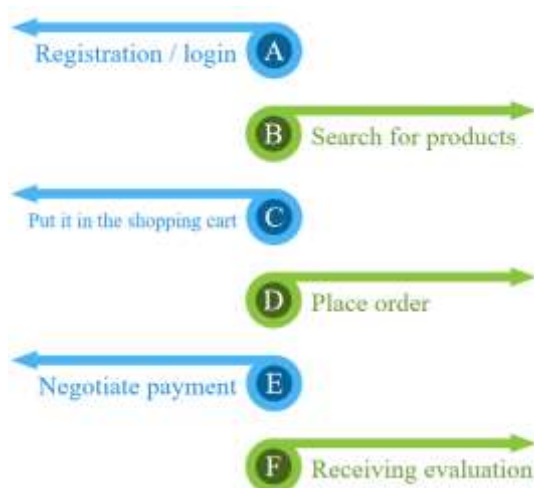 Registration / login A
B Search for products
Put it in the shopping cart C
D Place order
Negotiate payment E
F Receiving evaluation